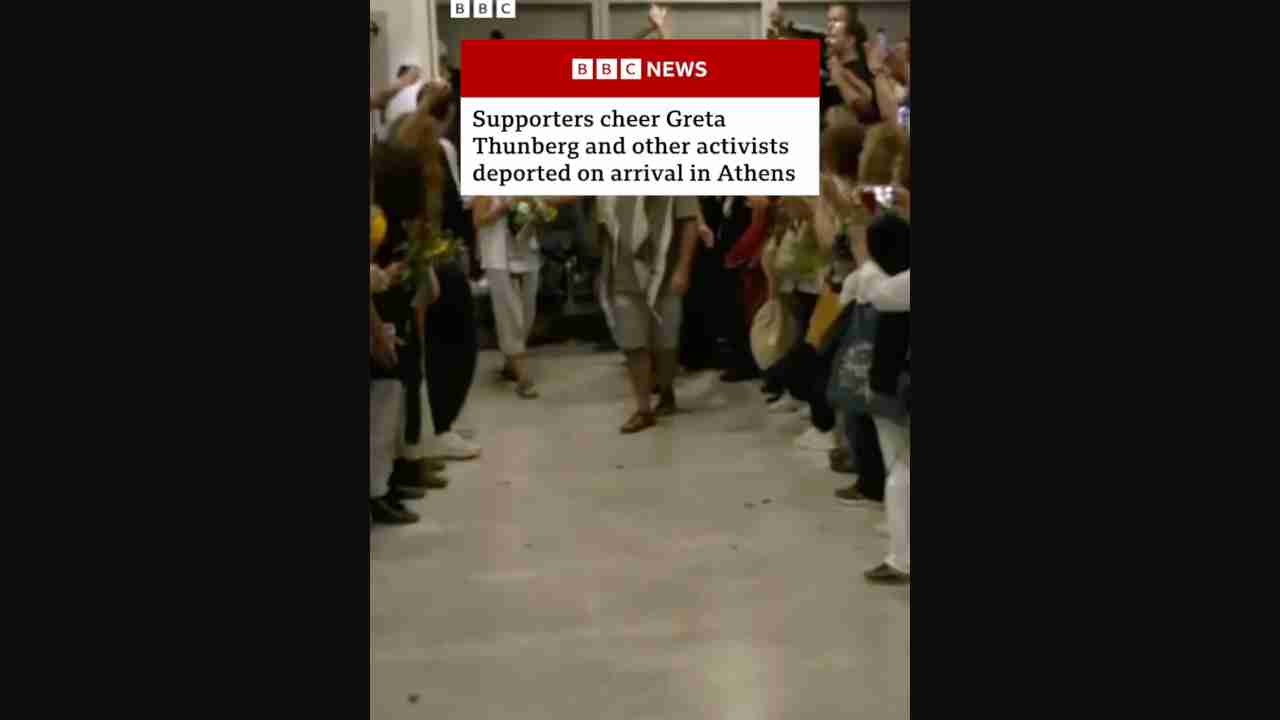 BBC
BBC NEWS
Supporters cheer Greta
Thunberg and other activists
deported on arrival in Athens